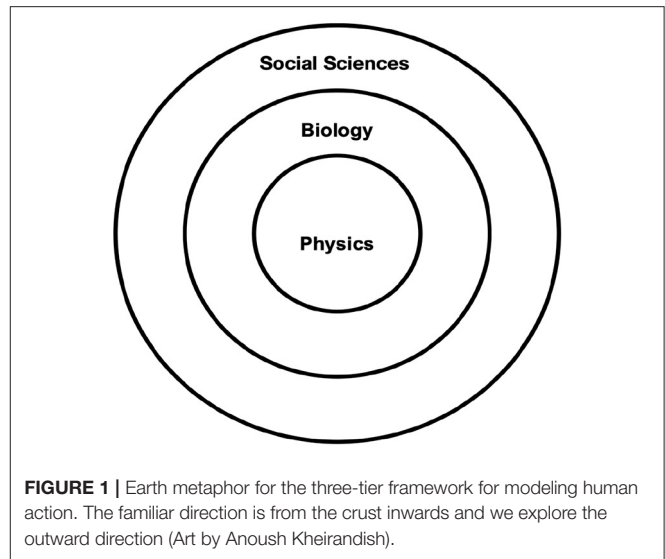 Social Sciences
Biology
Physics
FIGURE 1 | Earth metaphor for the three-tier framework for modeling human
action. The familiar direction is from the crust inwards and we explore the
outward direction (Art by Anoush Kheirandish).